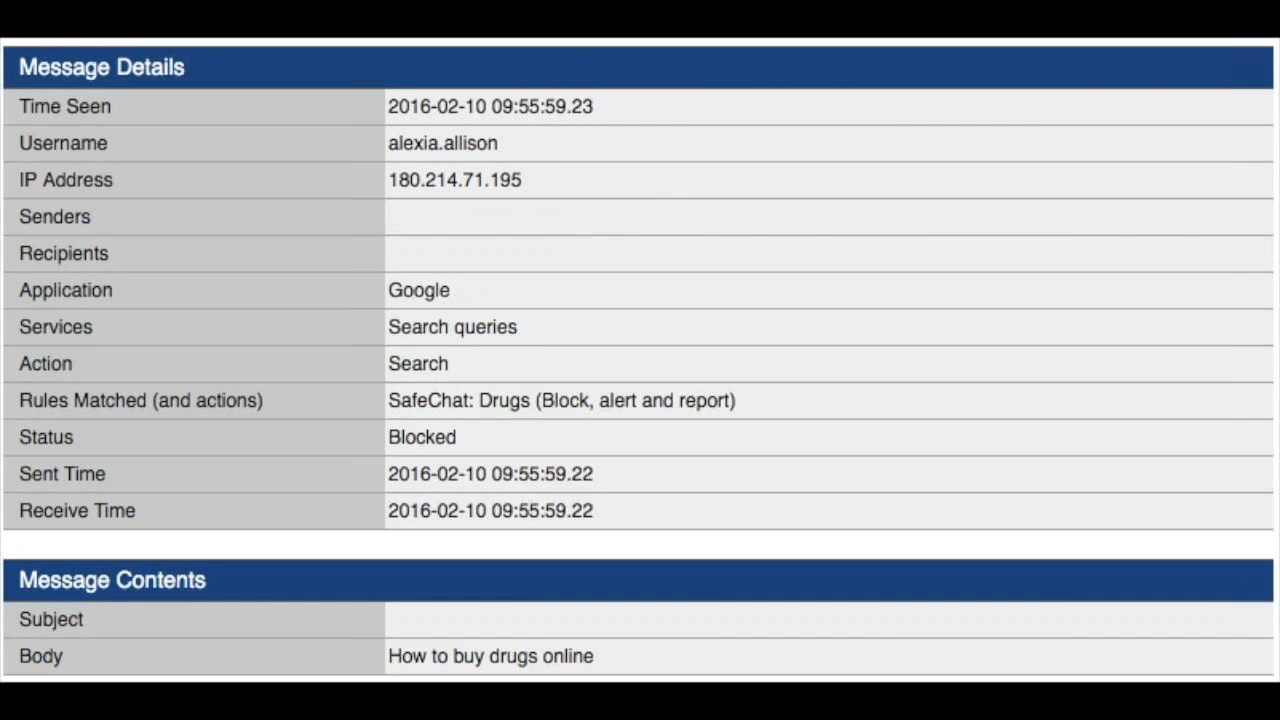 Message Details
Time Seen 2016-02-10 09:55:59.23
Username alexia.allison
IP Address 180.214.71.195
Senders
Recipients
Application Google
Services Search queries
Action Search
Rules Matched (and actions) SafeChat: Drugs (Block, alert and report)
Status Blocked
Sent Time 2016-02-10 09:55:59.22
Receive Time 2016-02-10 09:55:59.22
Message Contents
Subject
Body How to buy drugs online